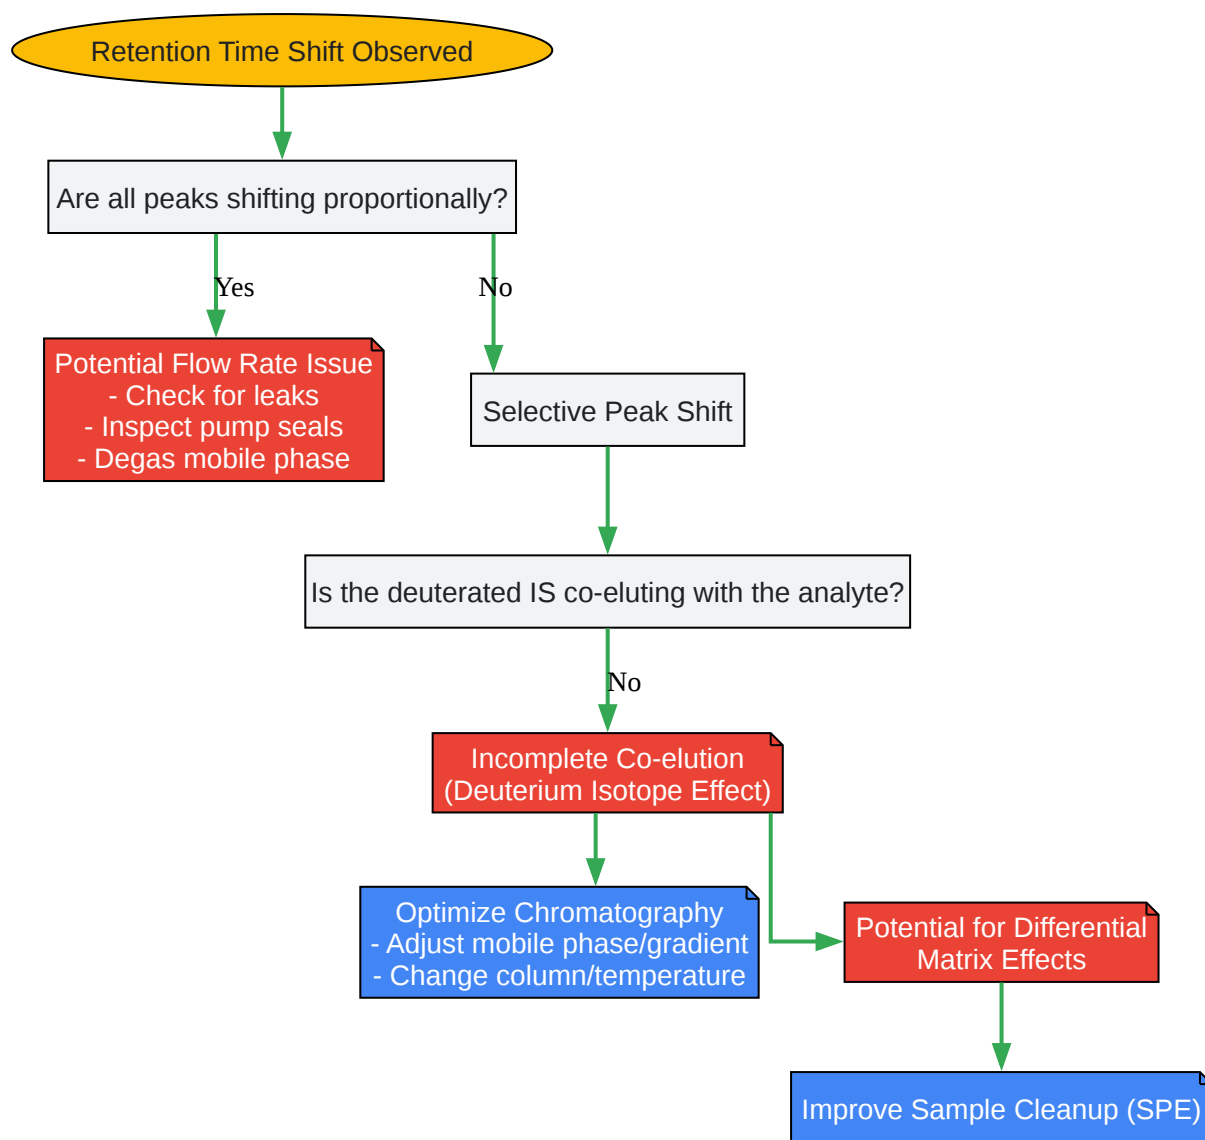 Retention Time Shift Observed
Are all peaks shifting proportionally?
Yes
No
Potential Flow Rate Issue
- Check for leaks
- Inspect pump seals
- Degas mobile phase
Selective Peak Shift
Is the deuterated IS co-eluting with the analyte?
No
Incomplete Co-elution
(Deuterium Isotope Effect)
Optimize Chromatography
- Adjust mobile phase/gradient
- Change column/temperature
Potential for Differential
Matrix Effects
Improve Sample Cleanup (SPE)